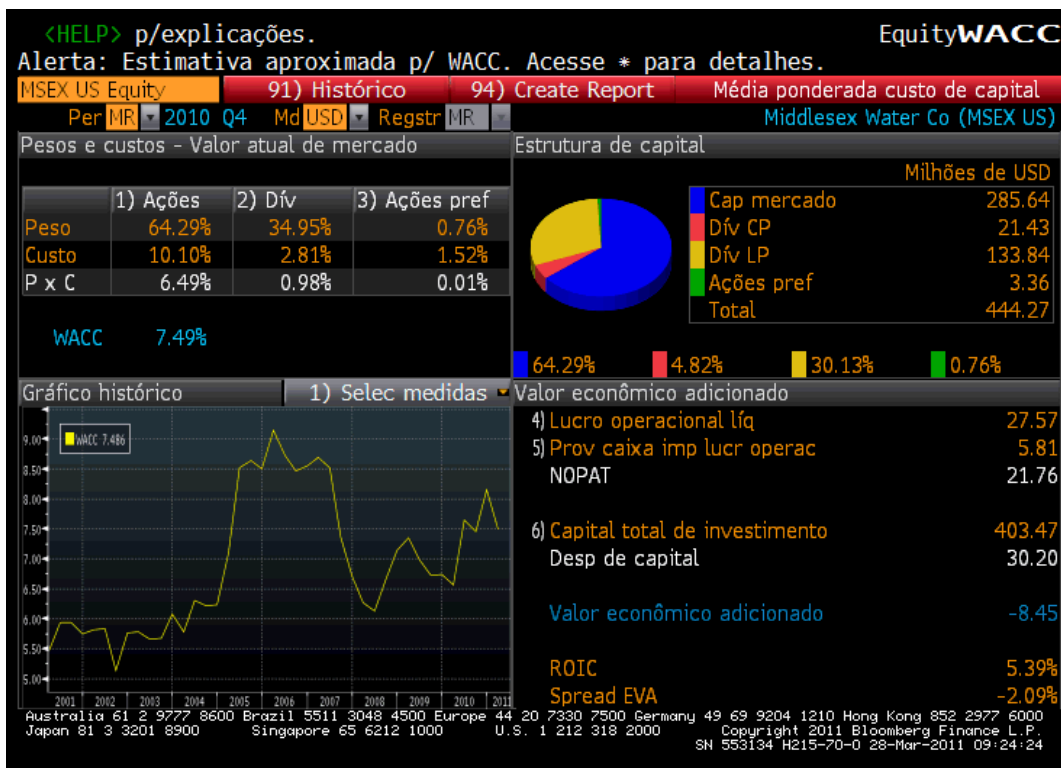 <HELP> p/explicações. EquityWACC
Alerta: Estimativa aproximada p/ WACC. Acesse * para detalhes.
MSEX US Equity 91) Histórico 94) Create Report Média ponderada custo de capital
Per MR 2010 Q4 Md USD Regstr MR Middlesex Water Co (MSEX US)
Pesos e custos - Valor atual de mercado
1) Ações 2) Dív 3) Ações pref
Peso 64.29% 34.95% 0.76%
Custo 10.10% 2.81% 1.52%
P x C 6.49% 0.98% 0.01%
WACC 7.49%
Estrutura de capital
Milhões de USD
Cap mercado 285.64
Dív CP 21.43
Dív LP 133.84
Ações pref 3.36
Total 444.27
64.29% 4.82% 30.13% 0.76%
Gráfico histórico 1) Selec medidas
WACC 7.486
9.00
8.50
8.00
7.50
7.00
6.50
6.00
5.50
5.00
2001 2002 2003 2004 2005 2006 2007 2008 2009 2010 2011
Valor econômico adicionado
4) Lucro operacional líq 27.57
5) Prov caixa imp lucr operac 5.81
NOPAT 21.76
6) Capital total de investimento 403.47
Desp de capital 30.20
Valor econômico adicionado -8.45
ROIC 5.39%
Spread EVA -2.09%
Australia 61 2 9777 8600 Brazil 5511 3048 4500 Europe 44 20 7330 7500 Germany 49 69 9204 1210 Hong Kong 852 2977 6000
Japan 81 3 3201 8900 Singapore 65 6212 1000 U.S. 1 212 318 2000 Copyright 2011 Bloomberg Finance L.P.
SN 553134 H215-70-0 28-Mar-2011 09:24:24